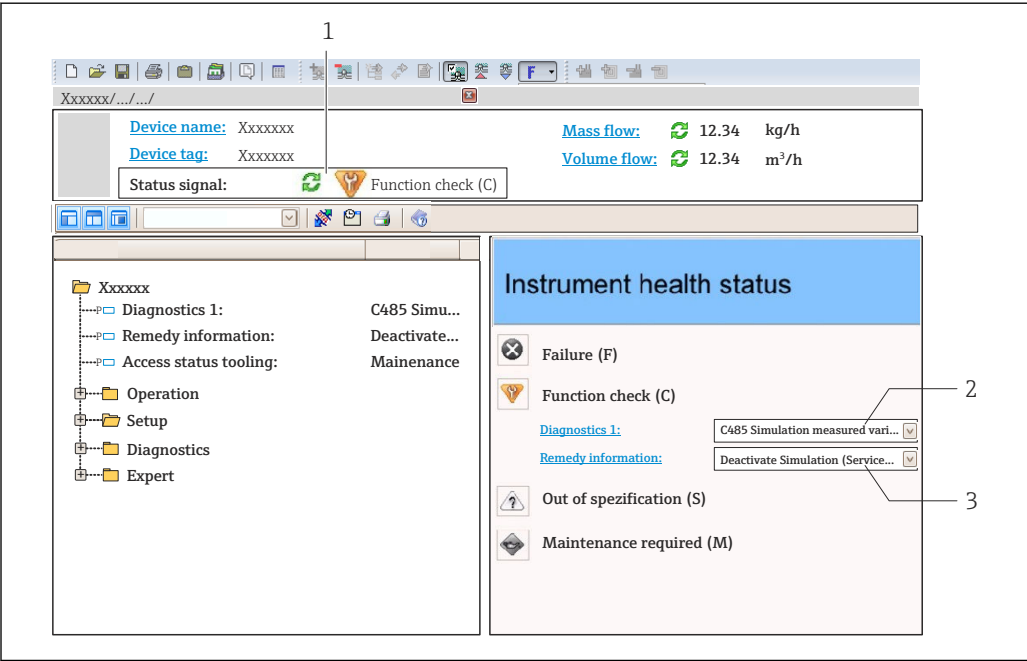 1
F
Xxxxxx/.../.../
Device name: Xxxxxxx
Mass flow: 12.34 kg/h
Device tag: Xxxxxxx
Volume flow: 12.34 m³/h
Status signal: Function check (C)
Xxxxxx
Diagnostics 1: C485 Simu...
Remedy information: Deactivate...
Access status tooling: Mainenance
Operation
Setup
Diagnostics
Expert
Instrument health status
Failure (F)
Function check (C)
Diagnostics 1: C485 Simulation measured vari...
2
Remedy information: Deactivate Simulation (Service...
3
Out of spezification (S)
Maintenance required (M)